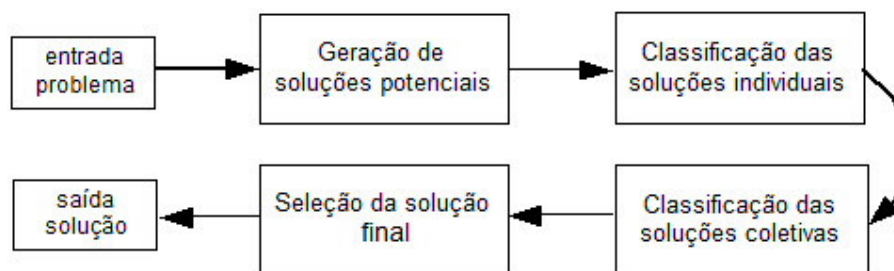 entrada
problema
Geração de
soluções potenciais
Classificação das
soluções individuais
Classificação das
soluções coletivas
Seleção da solução
final
saída
solução